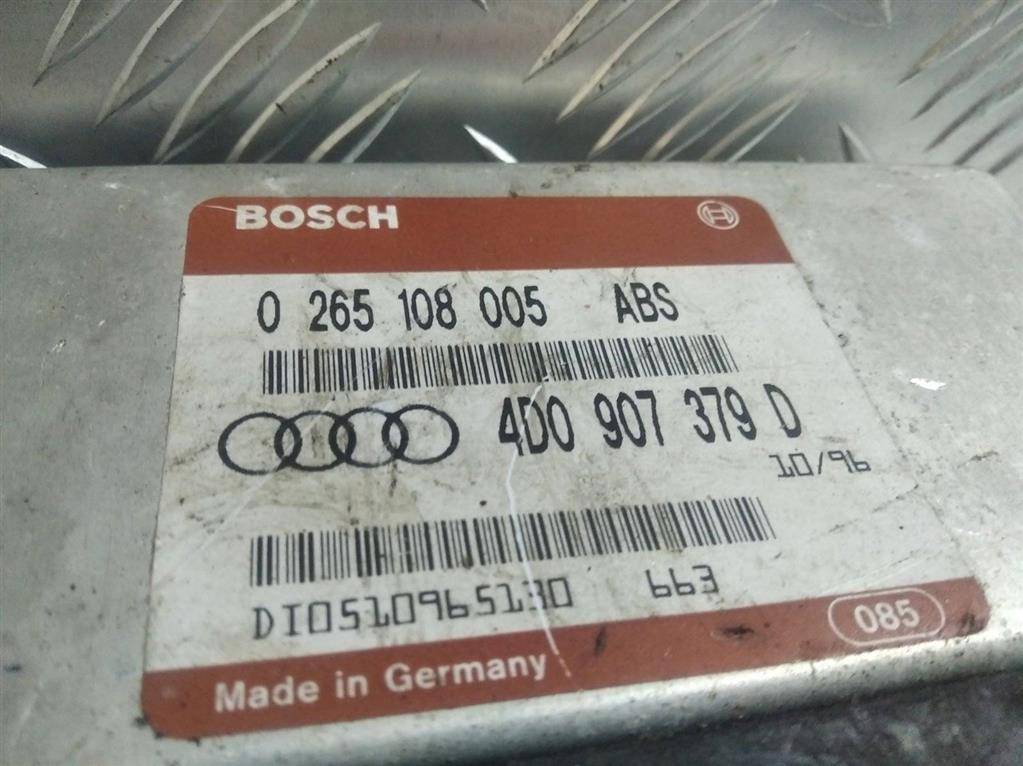 BOSCH
0 265 108 005 ABS
4D0 907 379 D
10/96
DI0510965130 663
085
Made in Germany